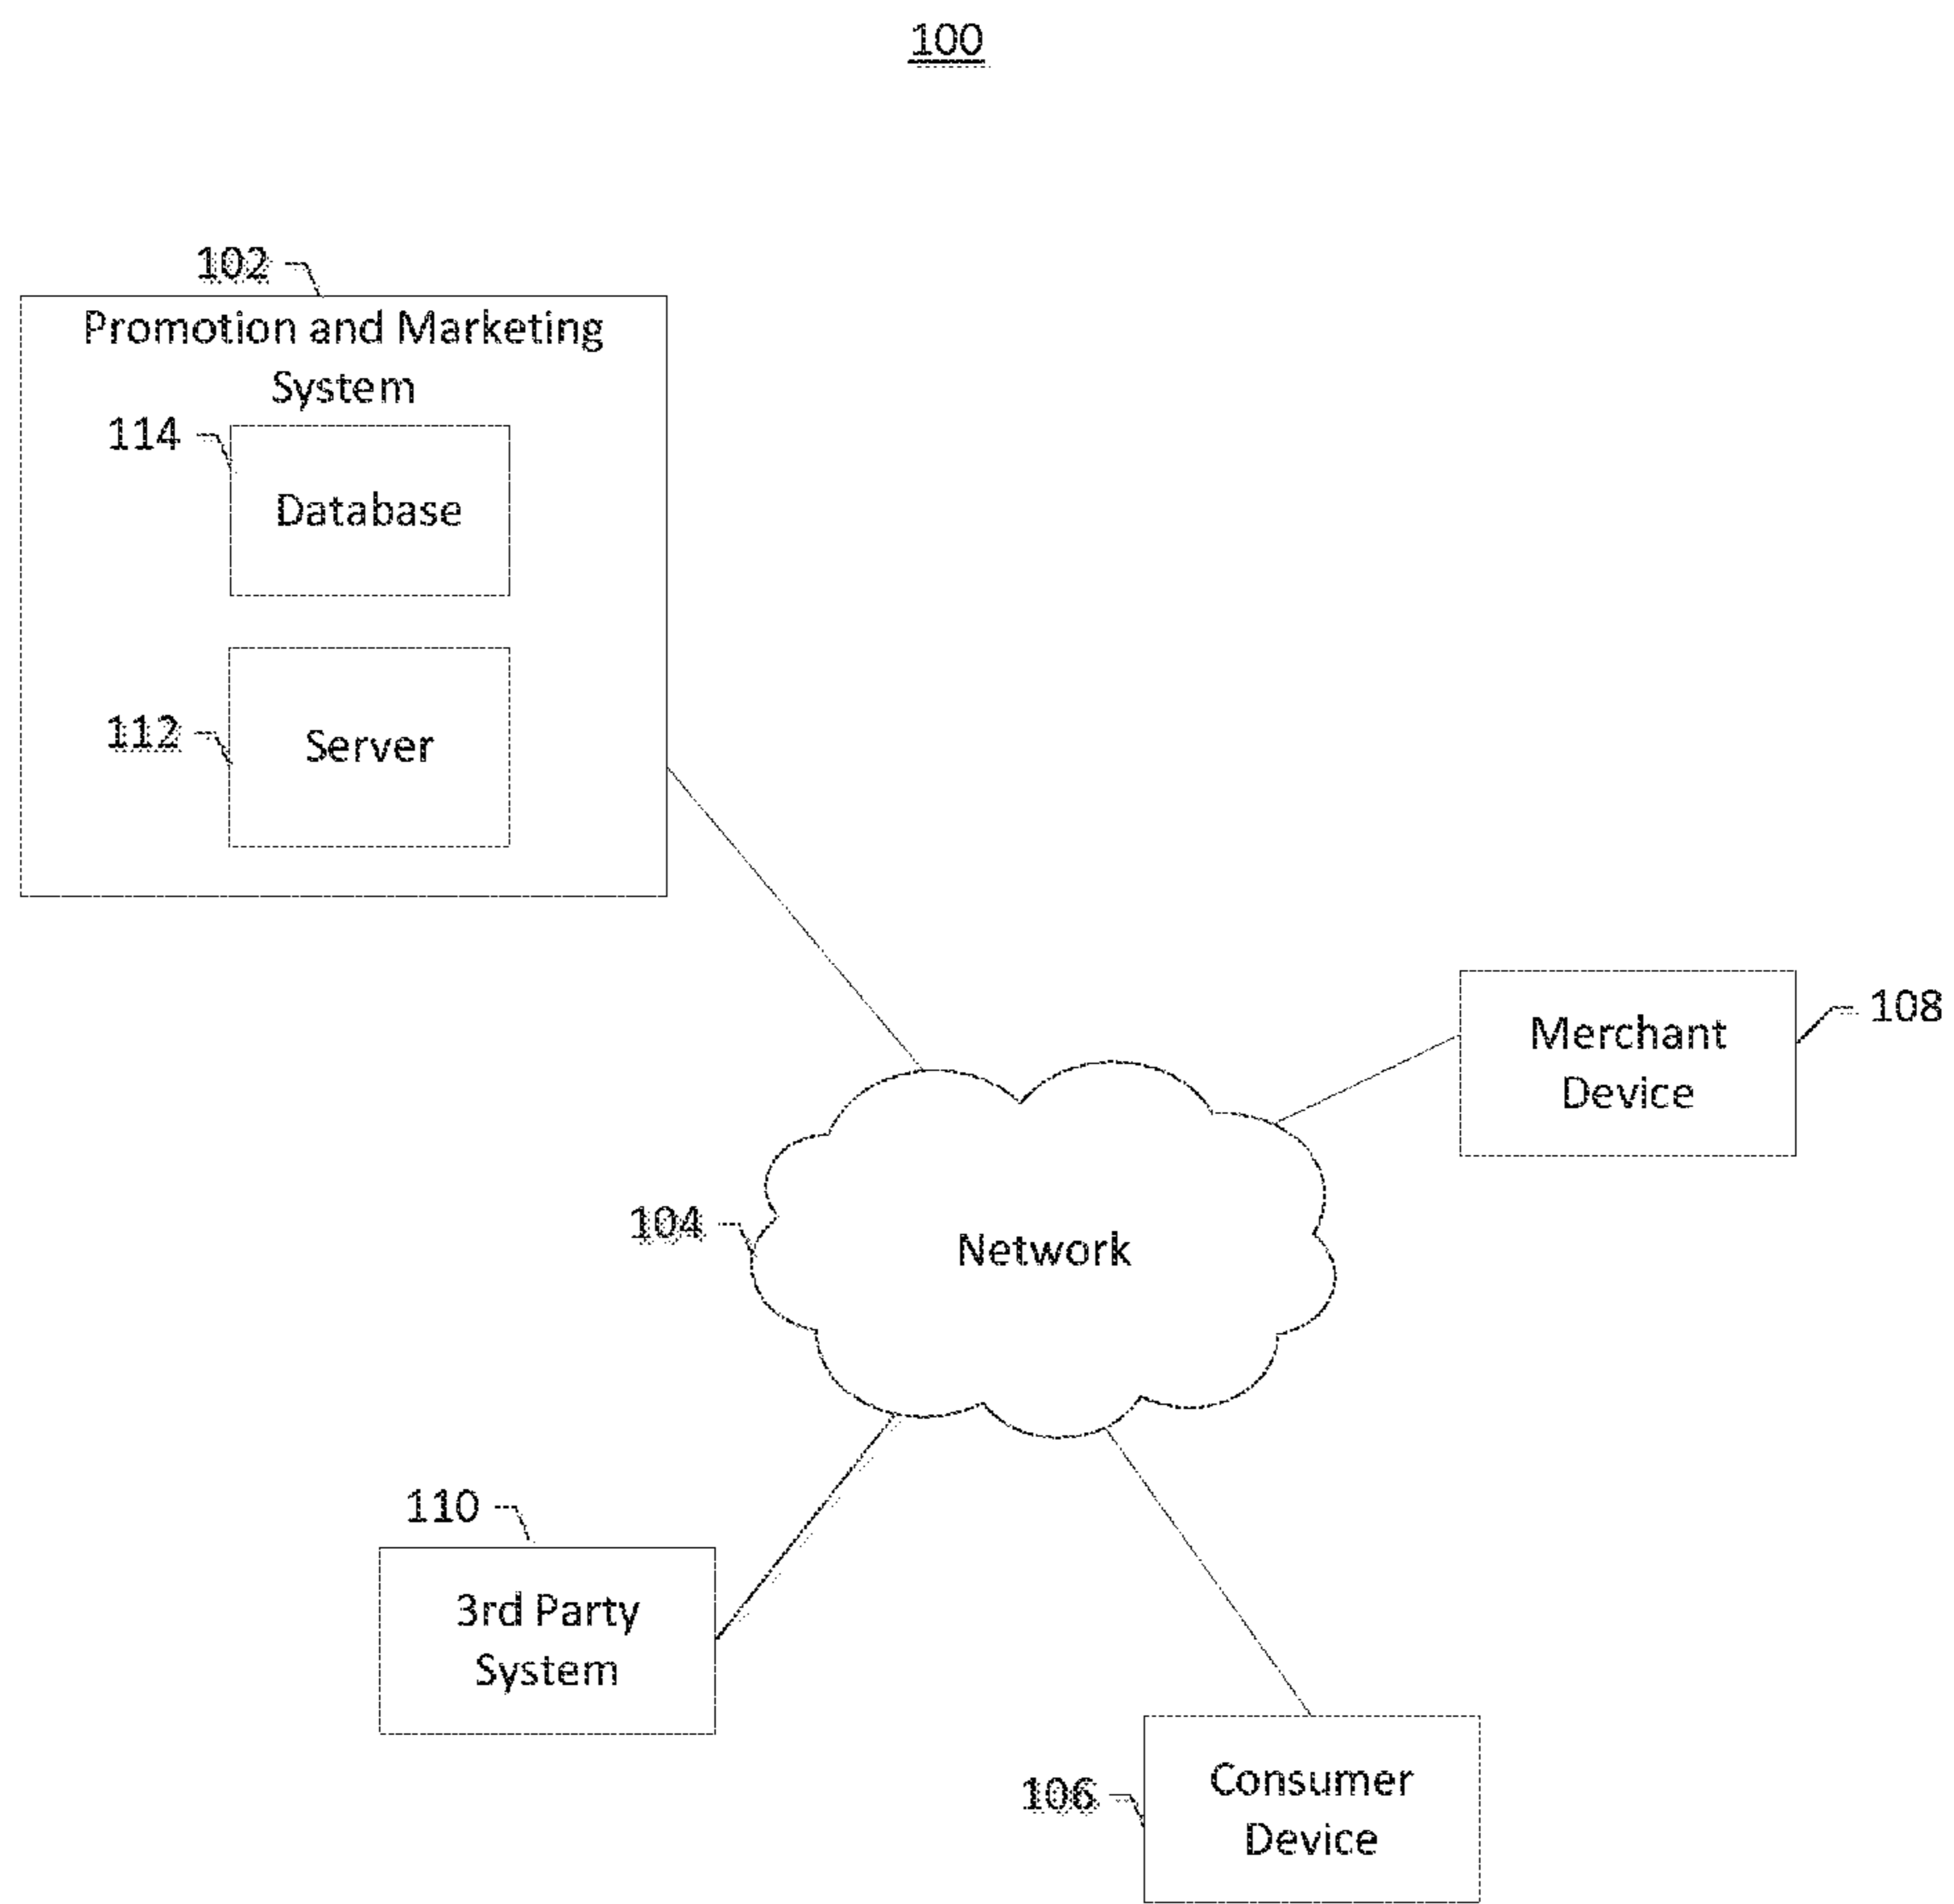 100
102
Promotion and Marketing
System
114
Database
112
Server
108
Merchant
Device
104
Network
110
3rd Party
System
106
Consumer
Device